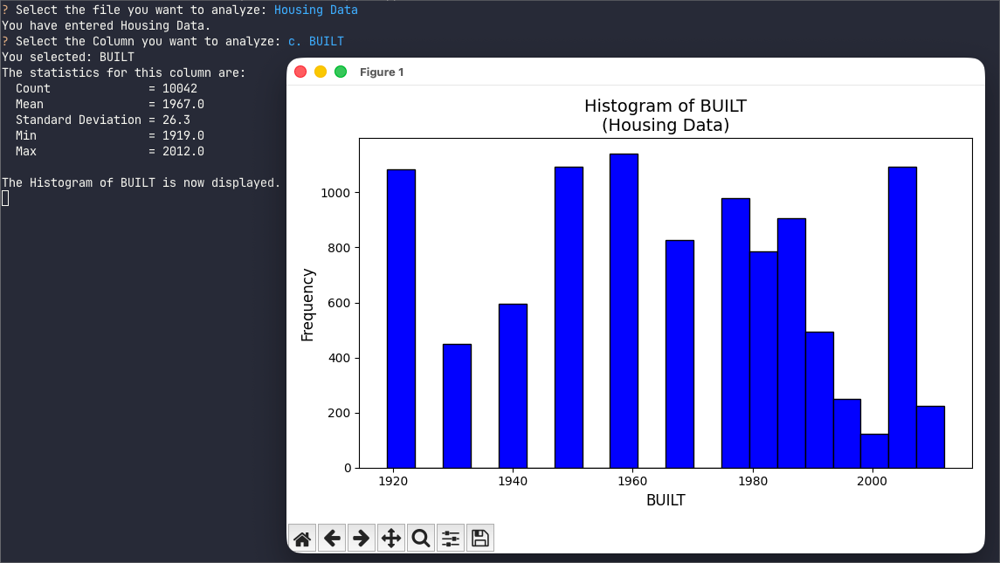 ? Select the file you want to analyze: Housing Data
You have entered Housing Data.
? Select the Column you want to analyze: c. BUILT
You selected: BUILT
The statistics for this column are:
Count = 10042
Mean = 1967.0
Standard Deviation = 26.3
Min = 1919.0
Max = 2012.0
The Histogram of BUILT is now displayed.
Figure 1
Histogram of BUILT
(Housing Data)
Frequency
1000
800
600
400
200
0
1920 1940 1960 1980 2000
BUILT